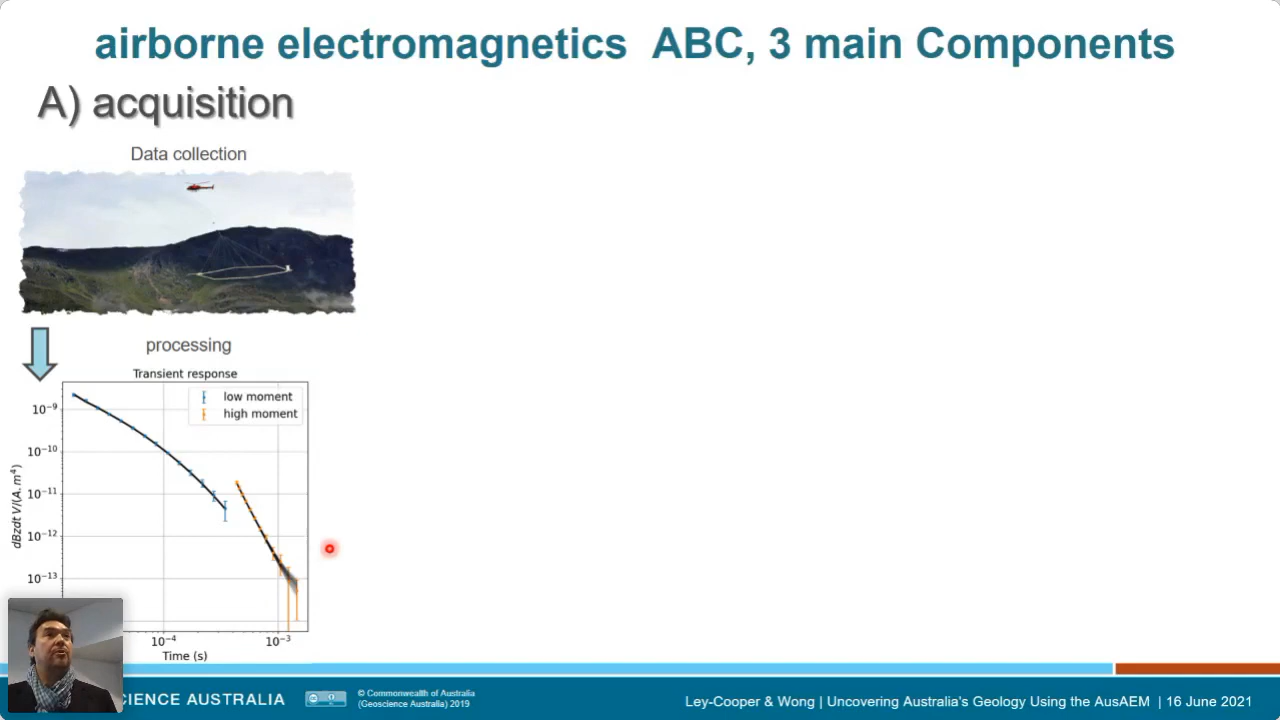 airborne electromagnetics ABC, 3 main Components
A) acquisition
Data collection
processing
Transient response
low moment
high moment
10⁻⁹
10⁻¹⁰
10⁻¹¹
10⁻¹²
10⁻¹³
dBzdt V/(A.m⁴)
10⁻⁴
10⁻³
Time (s)
CIENCE AUSTRALIA
© Commonwealth of Australia
(Geoscience Australia) 2019
Ley-Cooper & Wong | Uncovering Australia's Geology Using the AusAEM | 16 June 2021